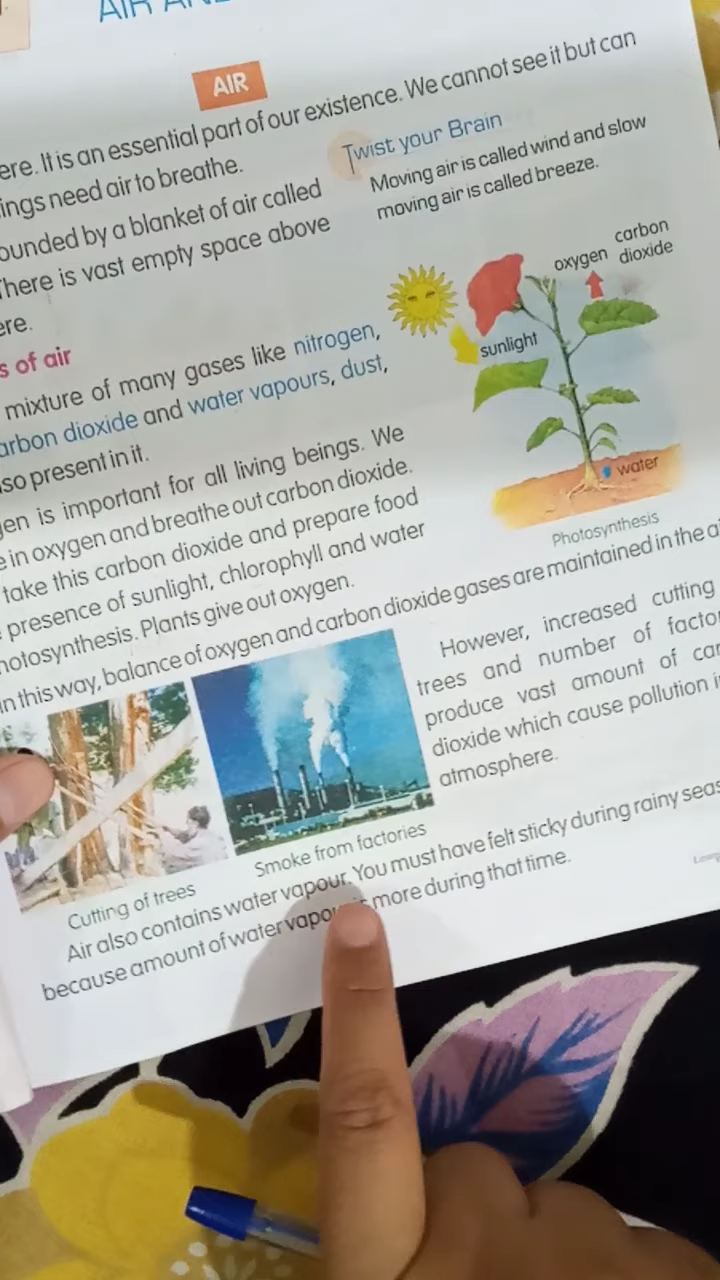 AIR
ere. It is an essential part of our existence. We cannot see it but can
ings need air to breathe.
Twist your Brain
Moving air is called wind and slow
moving air is called breeze.
ounded by a blanket of air called
There is vast empty space above
ere.
s of air
mixture of many gases like nitrogen,
arbon dioxide and water vapours, dust,
so present in it.
gen is important for all living beings. We
e in oxygen and breathe out carbon dioxide.
take this carbon dioxide and prepare food
presence of sunlight, chlorophyll and water
hotosynthesis. Plants give out oxygen.
carbon
oxygen dioxide
sunlight
water
Photosynthesis
In this way, balance of oxygen and carbon dioxide gases are maintained in the a
However, increased cutting
trees and number of facto
produce vast amount of car
dioxide which cause pollution i
atmosphere.
Cutting of trees
Smoke from factories
Air also contains water vapour. You must have felt sticky during rainy seas
because amount of water vapou more during that time.